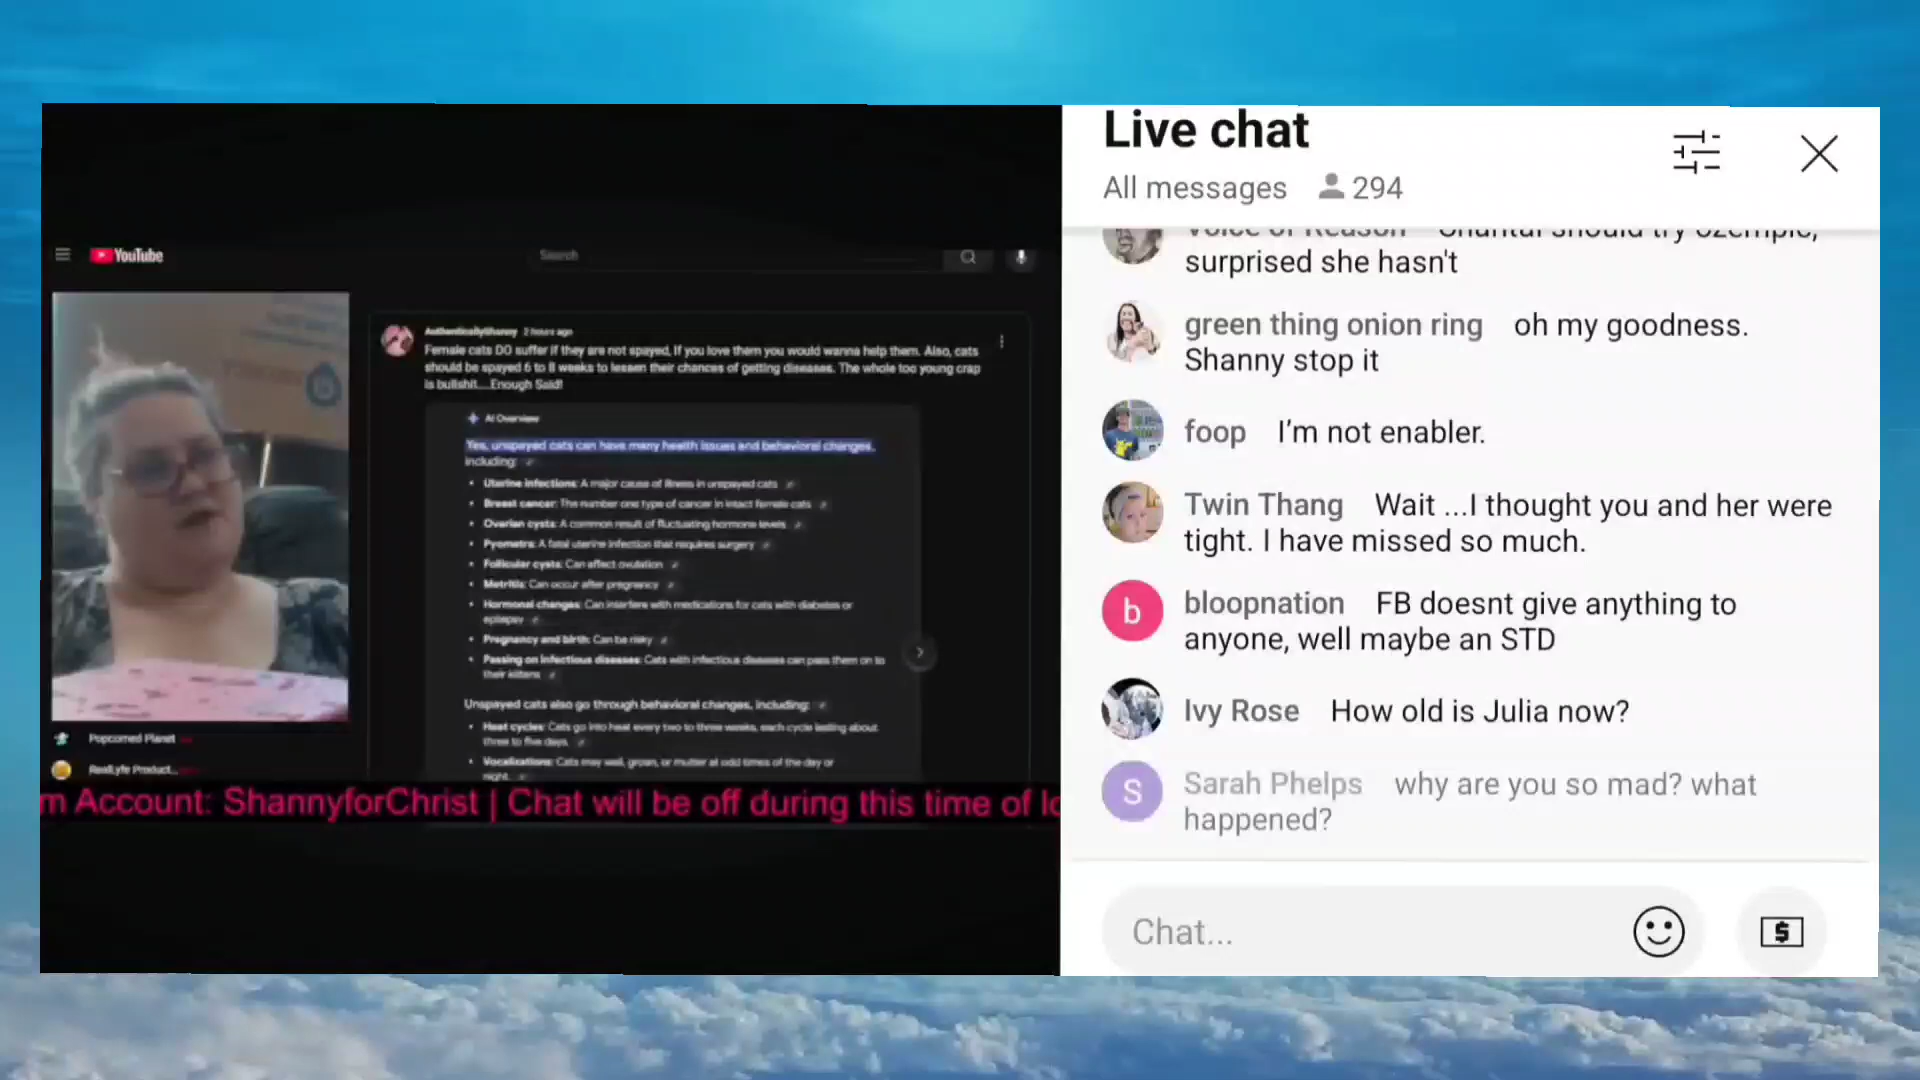 YouTube
Search
AuthenticallyShanny 2 hours ago
Female cats DO suffer if they are not spayed. If you love them you would wanna help them. Also, cats
should be spayed 6 to 8 weeks to lessen their chances of getting diseases. The whole too young crap
is bullshit....Enough Said!
AI Overview
Yes, unspayed cats can have many health issues and behavioral changes,
including:
• Uterine infections: A major cause of illness in unspayed cats
• Breast cancer: The number one type of cancer in intact female cats
• Ovarian cysts: A common result of fluctuating hormone levels
• Pyometra: A fatal uterine infection that requires surgery
• Follicular cysts: Can affect ovulation
• Metritis: Can occur after pregnancy
• Hormonal changes: Can interfere with medications for cats with diabetes or
epilepsy
• Pregnancy and birth: Can be risky
• Passing on infectious diseases: Cats with infectious diseases can pass them on to
their kittens
Unspayed cats also go through behavioral changes, including:
• Heat cycles: Cats go into heat every two to three weeks, each cycle lasting about
three to five days.
• Vocalizations: Cats may wail, groan, or mutter at odd times of the day or
night.
Popcorned Planet
RealLyfe Product...
m Account: ShannyforChrist | Chat will be off during this time of lo
Live chat
All messages 294
Voice of Reason Chantal should try ozempic,
surprised she hasn't
green thing onion ring oh my goodness.
Shanny stop it
foop I’m not enabler.
Twin Thang Wait ...I thought you and her were
tight. I have missed so much.
b
bloopnation FB doesnt give anything to
anyone, well maybe an STD
Ivy Rose How old is Julia now?
S
Sarah Phelps why are you so mad? what
happened?
Chat...
$